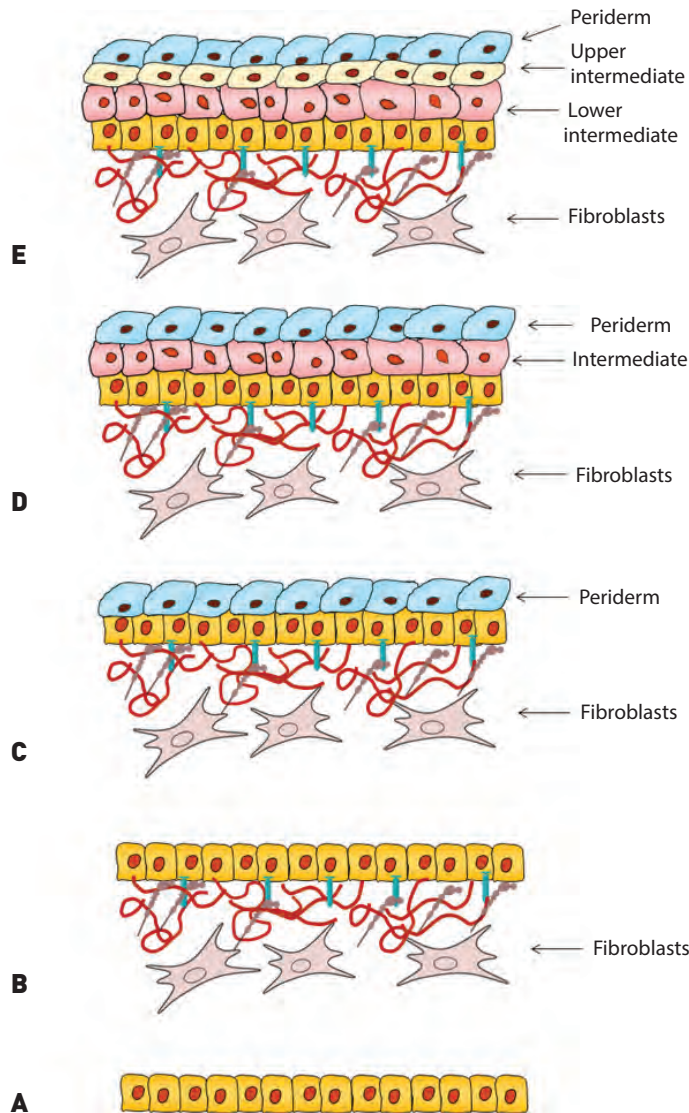 Periderm
Upper
intermediate
Lower
intermediate
Fibroblasts
E
Periderm
Intermediate
Fibroblasts
D
Periderm
Fibroblasts
C
Fibroblasts
B
A